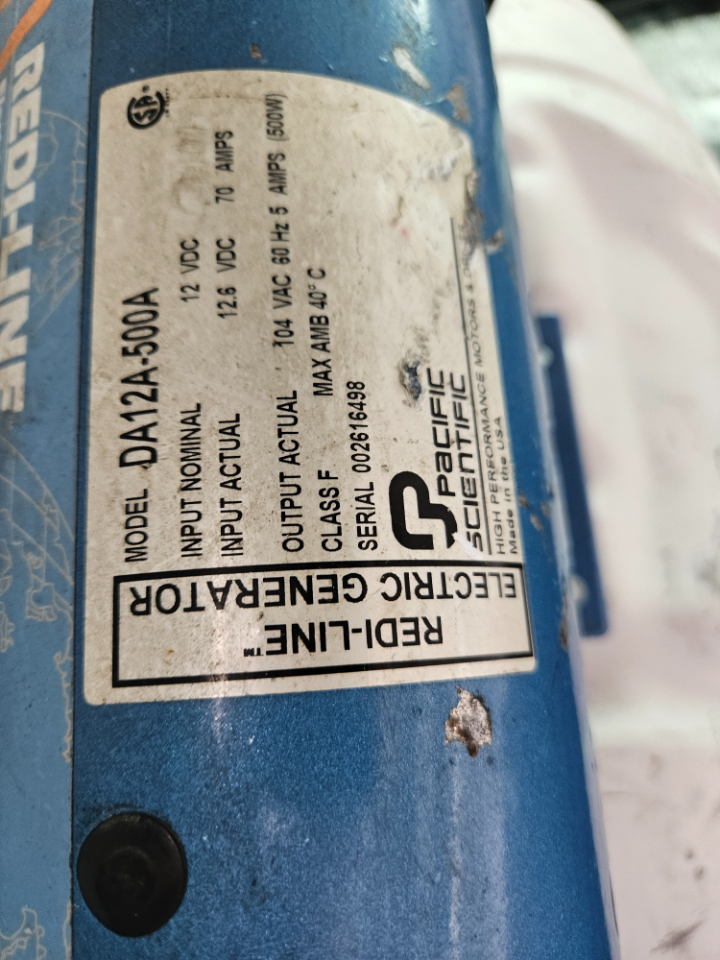 REDI-LINE
SA
MODEL DA12A-500A
INPUT NOMINAL 12 VDC
INPUT ACTUAL 12.6 VDC 70 AMPS
OUTPUT ACTUAL 104 VAC 60 Hz 5 AMPS (500W)
CLASS F MAX AMB 40° C
SERIAL 002616498
PACIFIC
SCIENTIFIC
HIGH PERFORMANCE MOTORS &
Made in the USA
REDI-LINE™
ELECTRIC GENERATOR